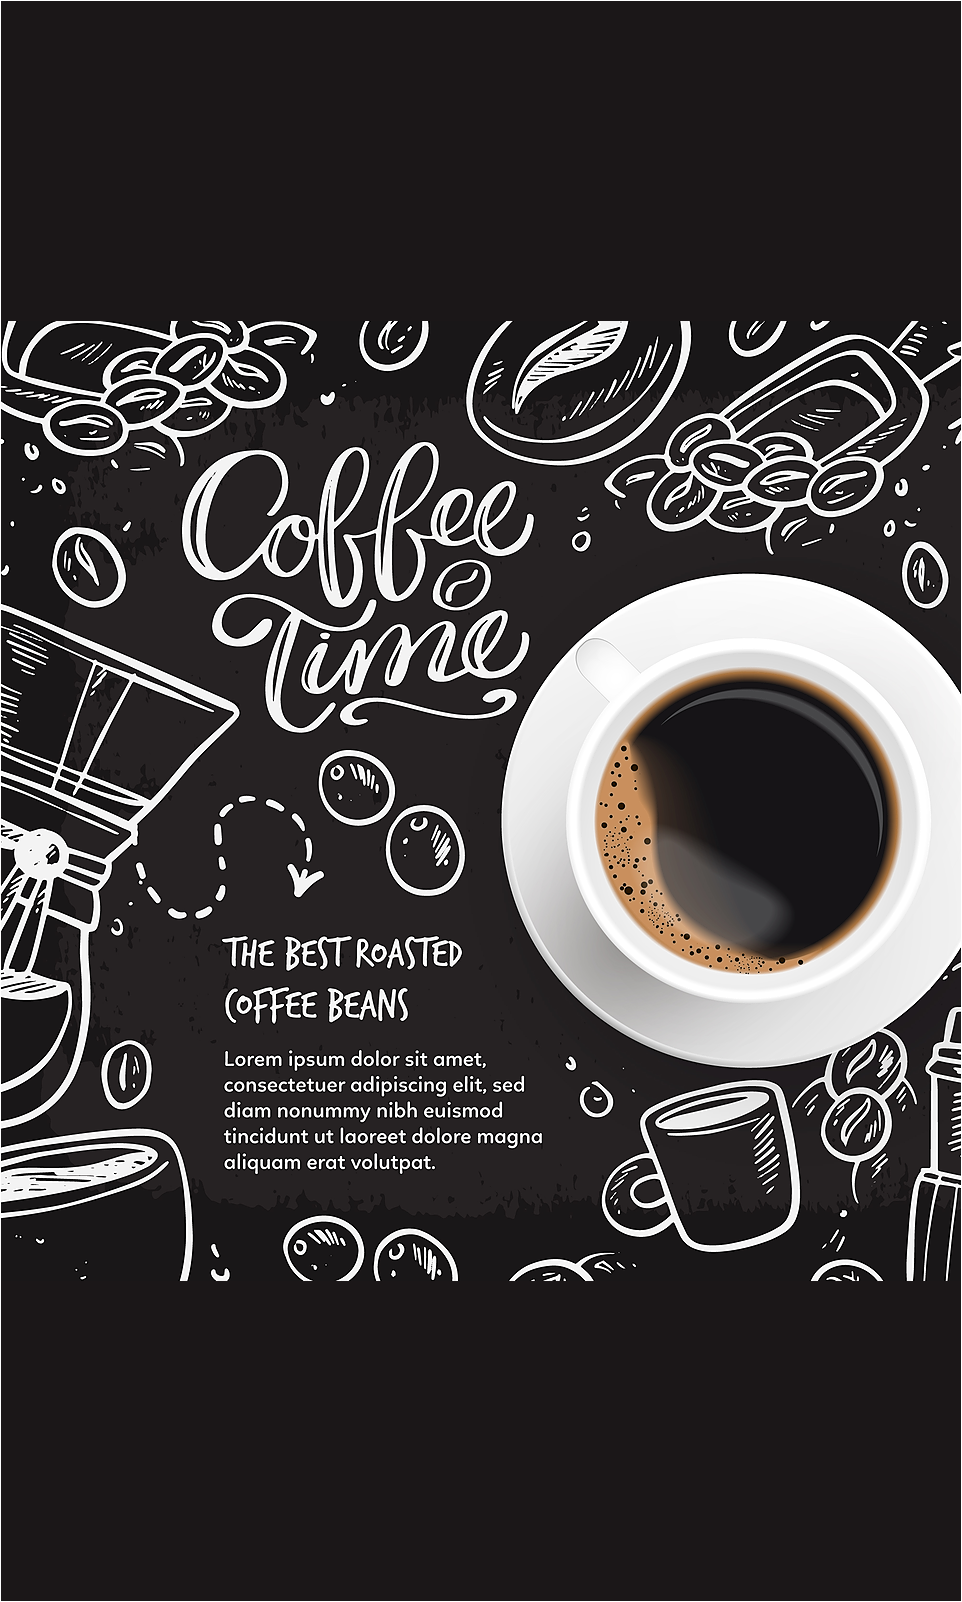 Coffee
Time
THE BEST ROASTED
COFFEE BEANS
Lorem ipsum dolor sit amet,
consectetuer adipiscing elit, sed
diam nonummy nibh euismod
tincidunt ut laoreet dolore magna
aliquam erat volutpat.